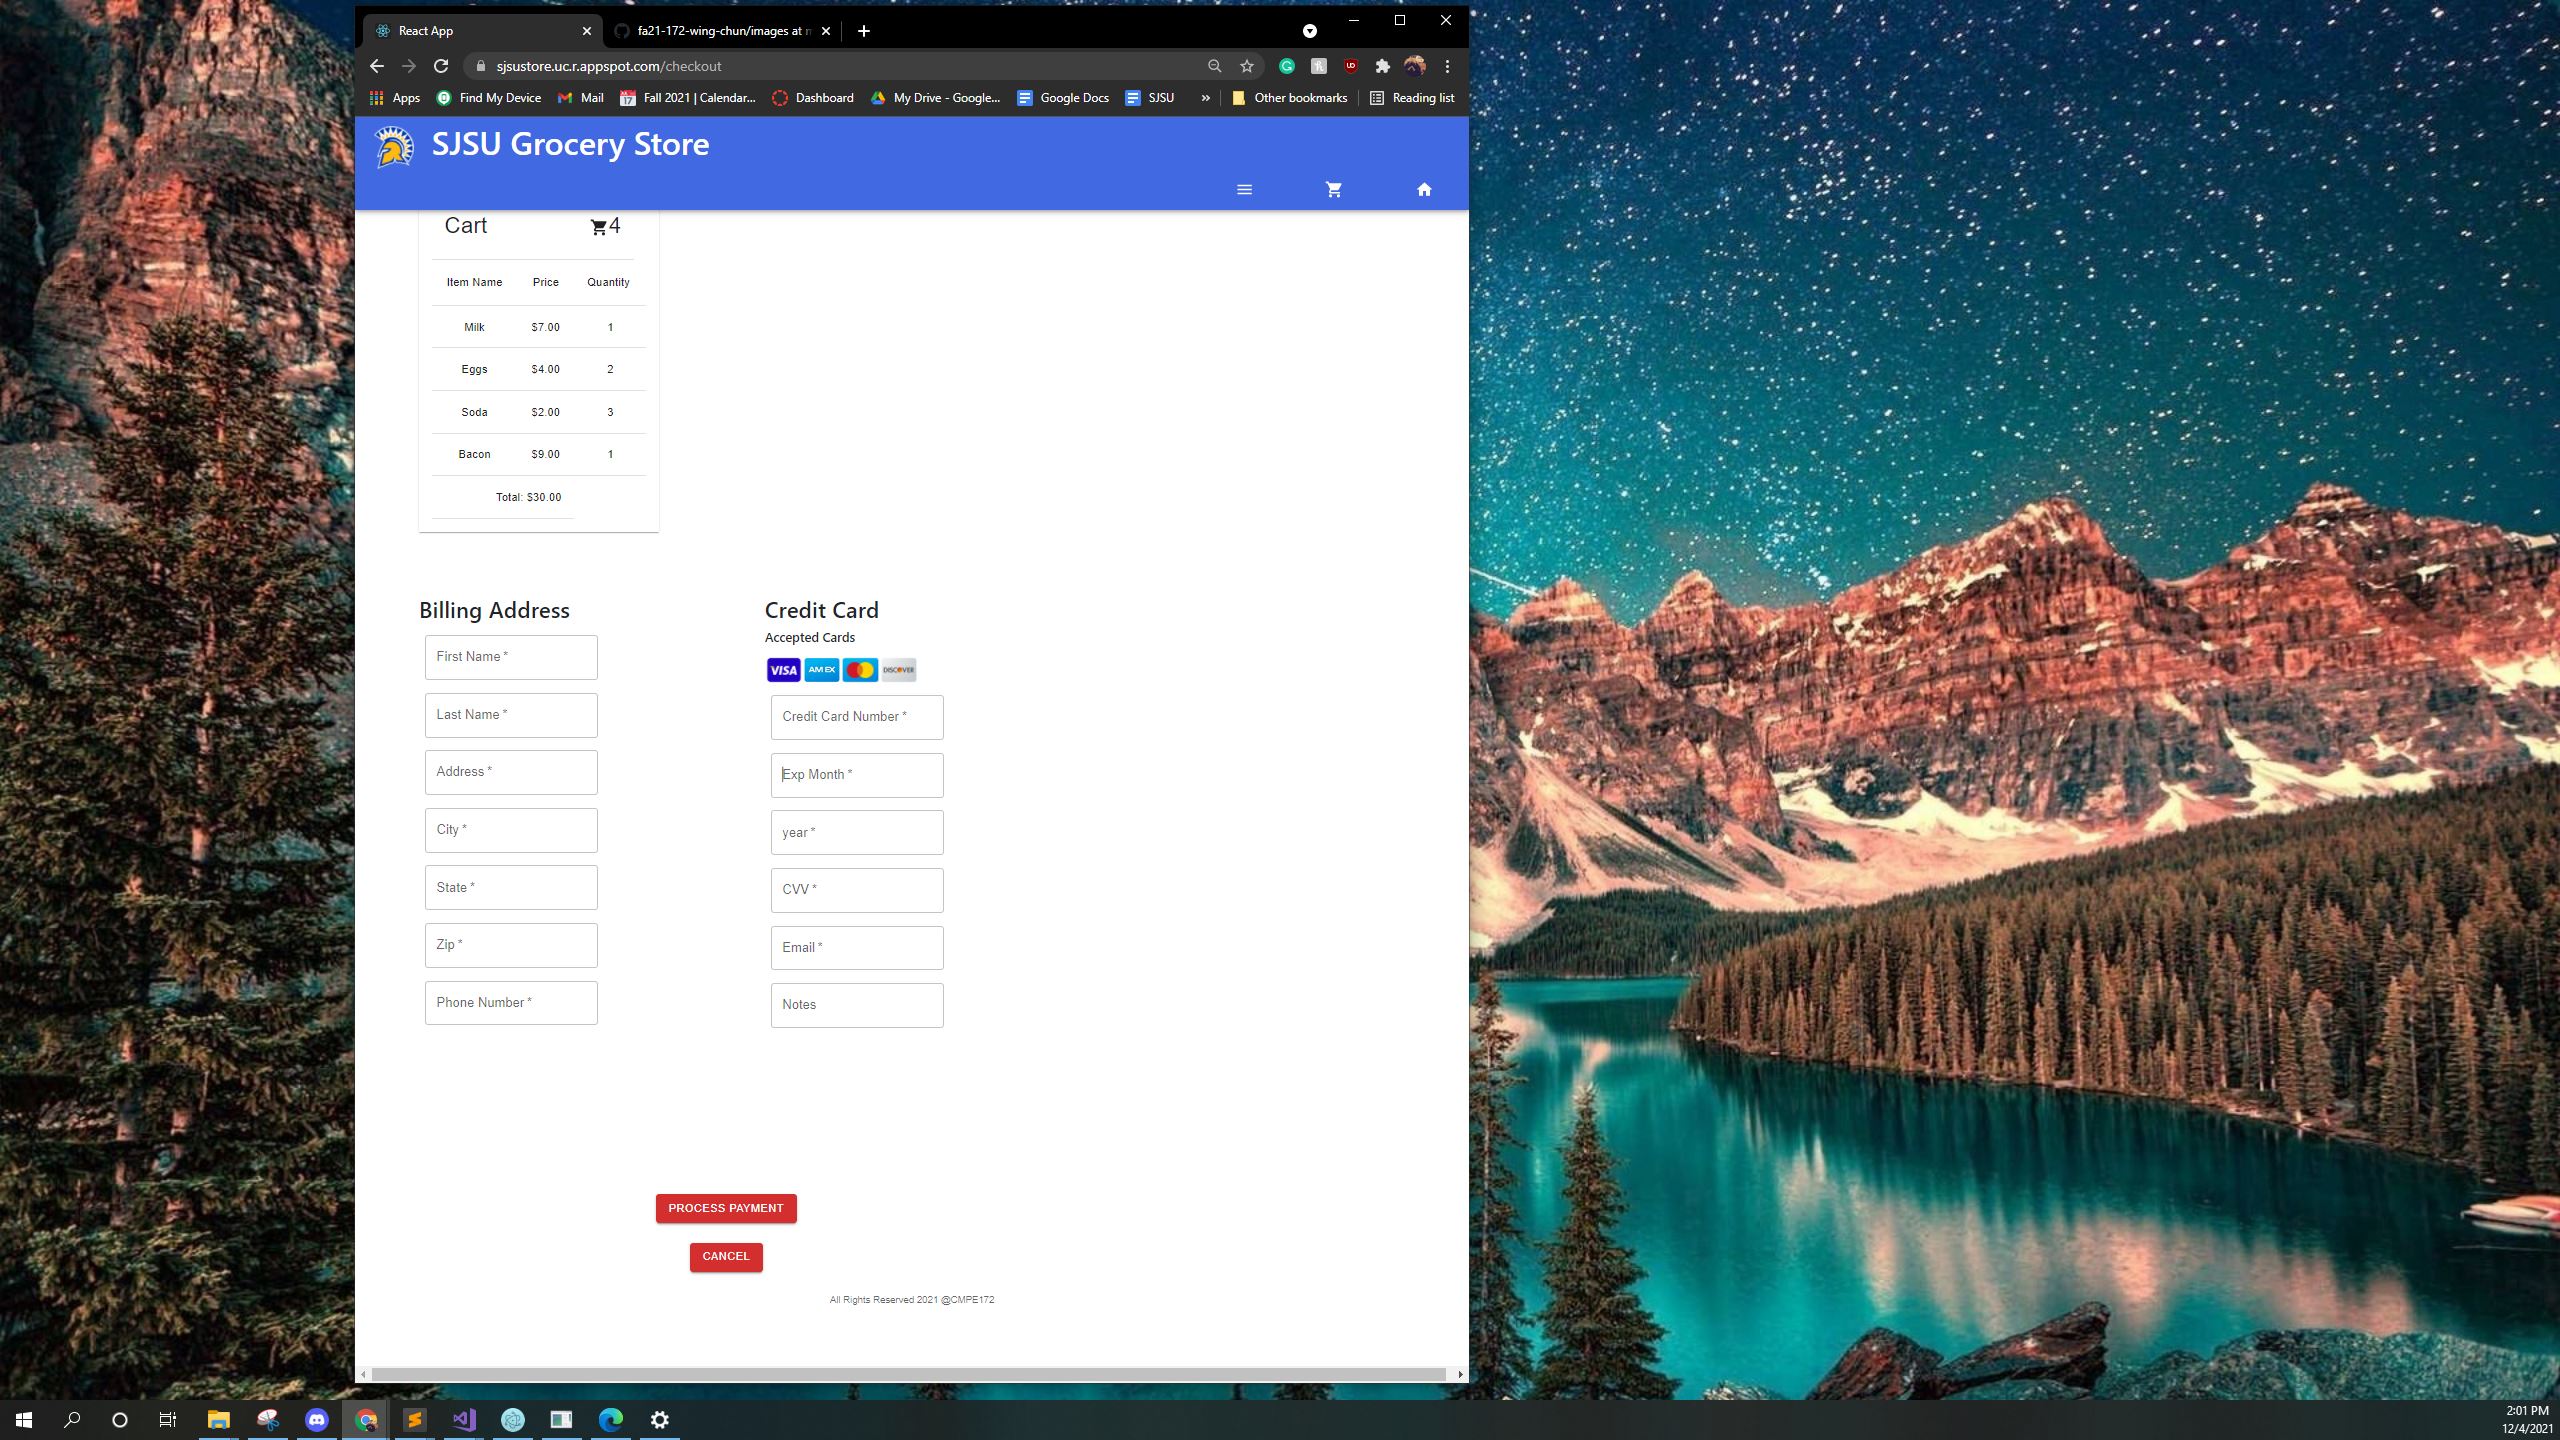 React App
fa21-172-wing-chun/images at m
sjsustore.uc.r.appspot.com/checkout
Apps
Find My Device
Mail
Fall 2021 | Calendar...
Dashboard
My Drive - Google...
Google Docs
SJSU
»
Other bookmarks
Reading list
SJSU Grocery Store
Cart 4
Item Name Price Quantity
Milk $7.00 1
Eggs $4.00 2
Soda $2.00 3
Bacon $9.00 1
Total: $30.00
Billing Address
First Name *
Last Name *
Address *
City *
State *
Zip *
Phone Number *
Credit Card
Accepted Cards
VISA AMEX DISCOVER
Credit Card Number *
Exp Month *
year *
CVV *
Email *
Notes
PROCESS PAYMENT
CANCEL
All Rights Reserved 2021 @CMPE172
2:01 PM
12/4/2021